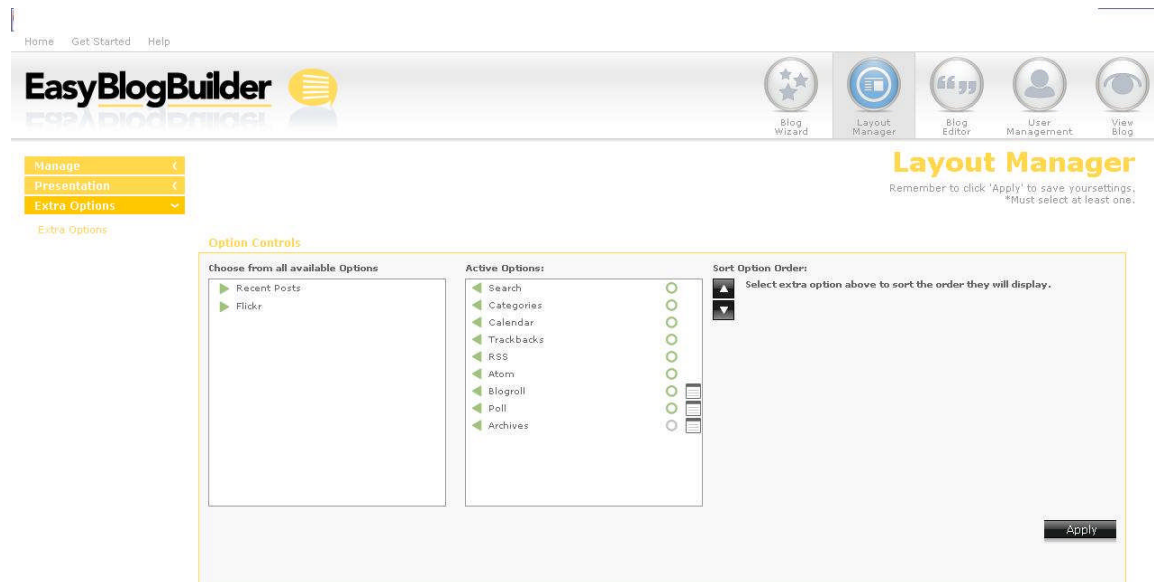 Home Get Started Help
EasyBlogBuilder
Blog Wizard
Layout Manager
Blog Editor
User Management
View Blog
Manage
Presentation
Extra Options
Extra Options
Layout Manager
Remember to click 'Apply' to save yoursettings.
*Must select at least one.
Option Controls
Choose from all available Options
Recent Posts
Flickr
Active Options:
Search
Categories
Calendar
Trackbacks
RSS
Atom
Blogroll
Poll
Archives
Sort Option Order:
Select extra option above to sort the order they will display.
Apply